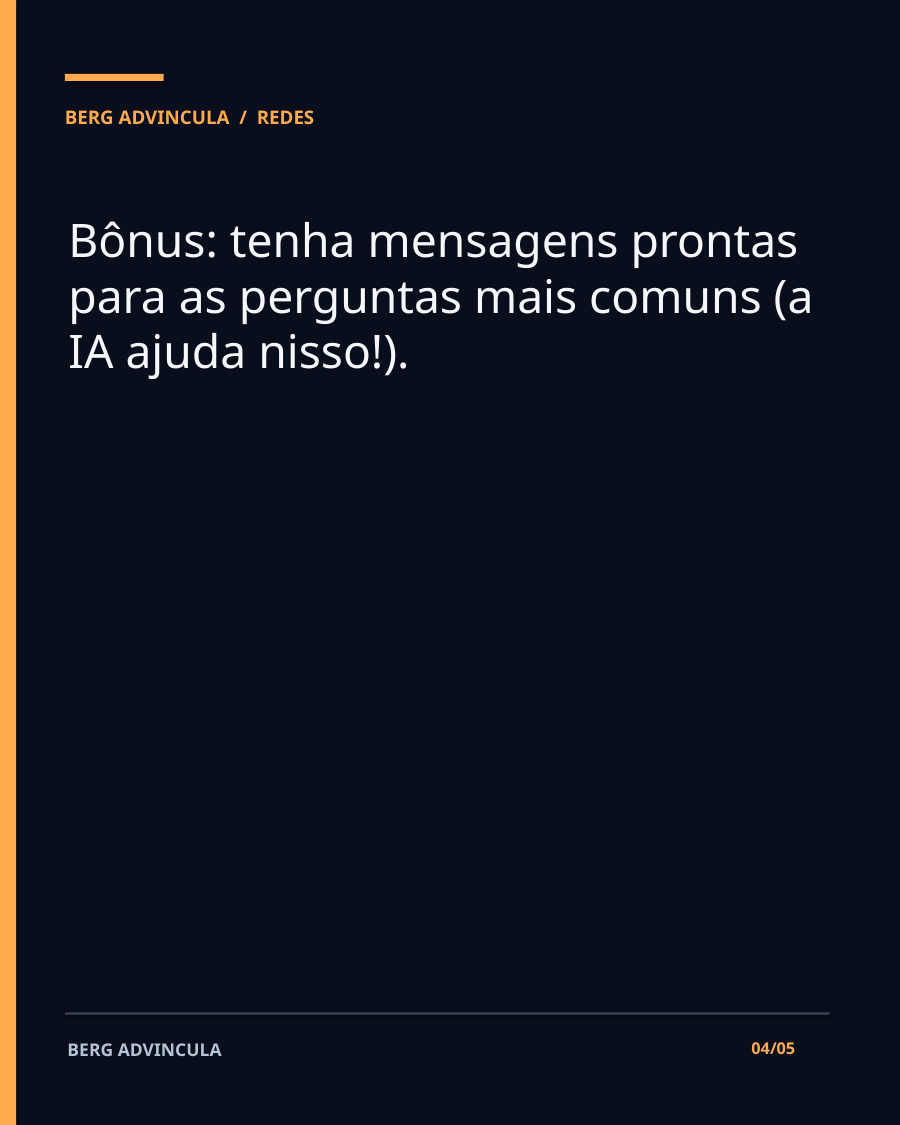 BERG ADVINCULA / REDES
Bônus: tenha mensagens prontas
para as perguntas mais comuns (a
IA ajuda nisso!).
BERG ADVINCULA
04/05